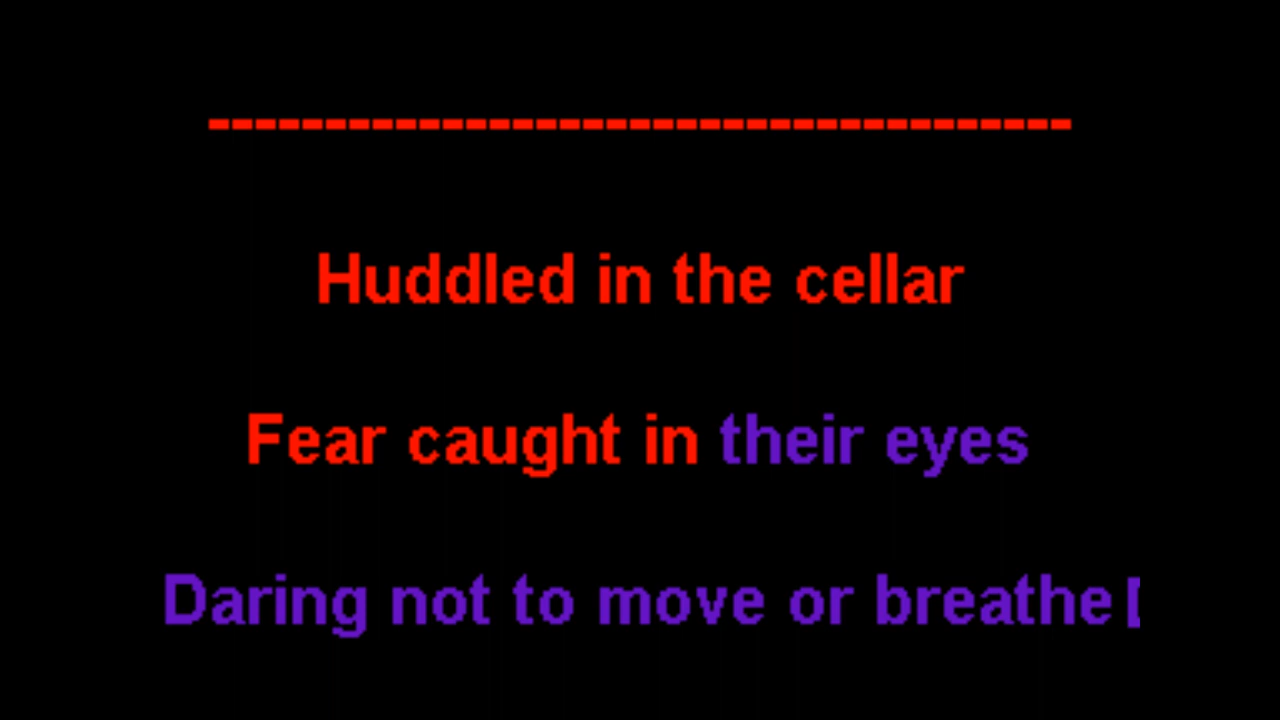 -------------------------------------
Huddled in the cellar
Fear caught in their eyes
Daring not to move or breathe